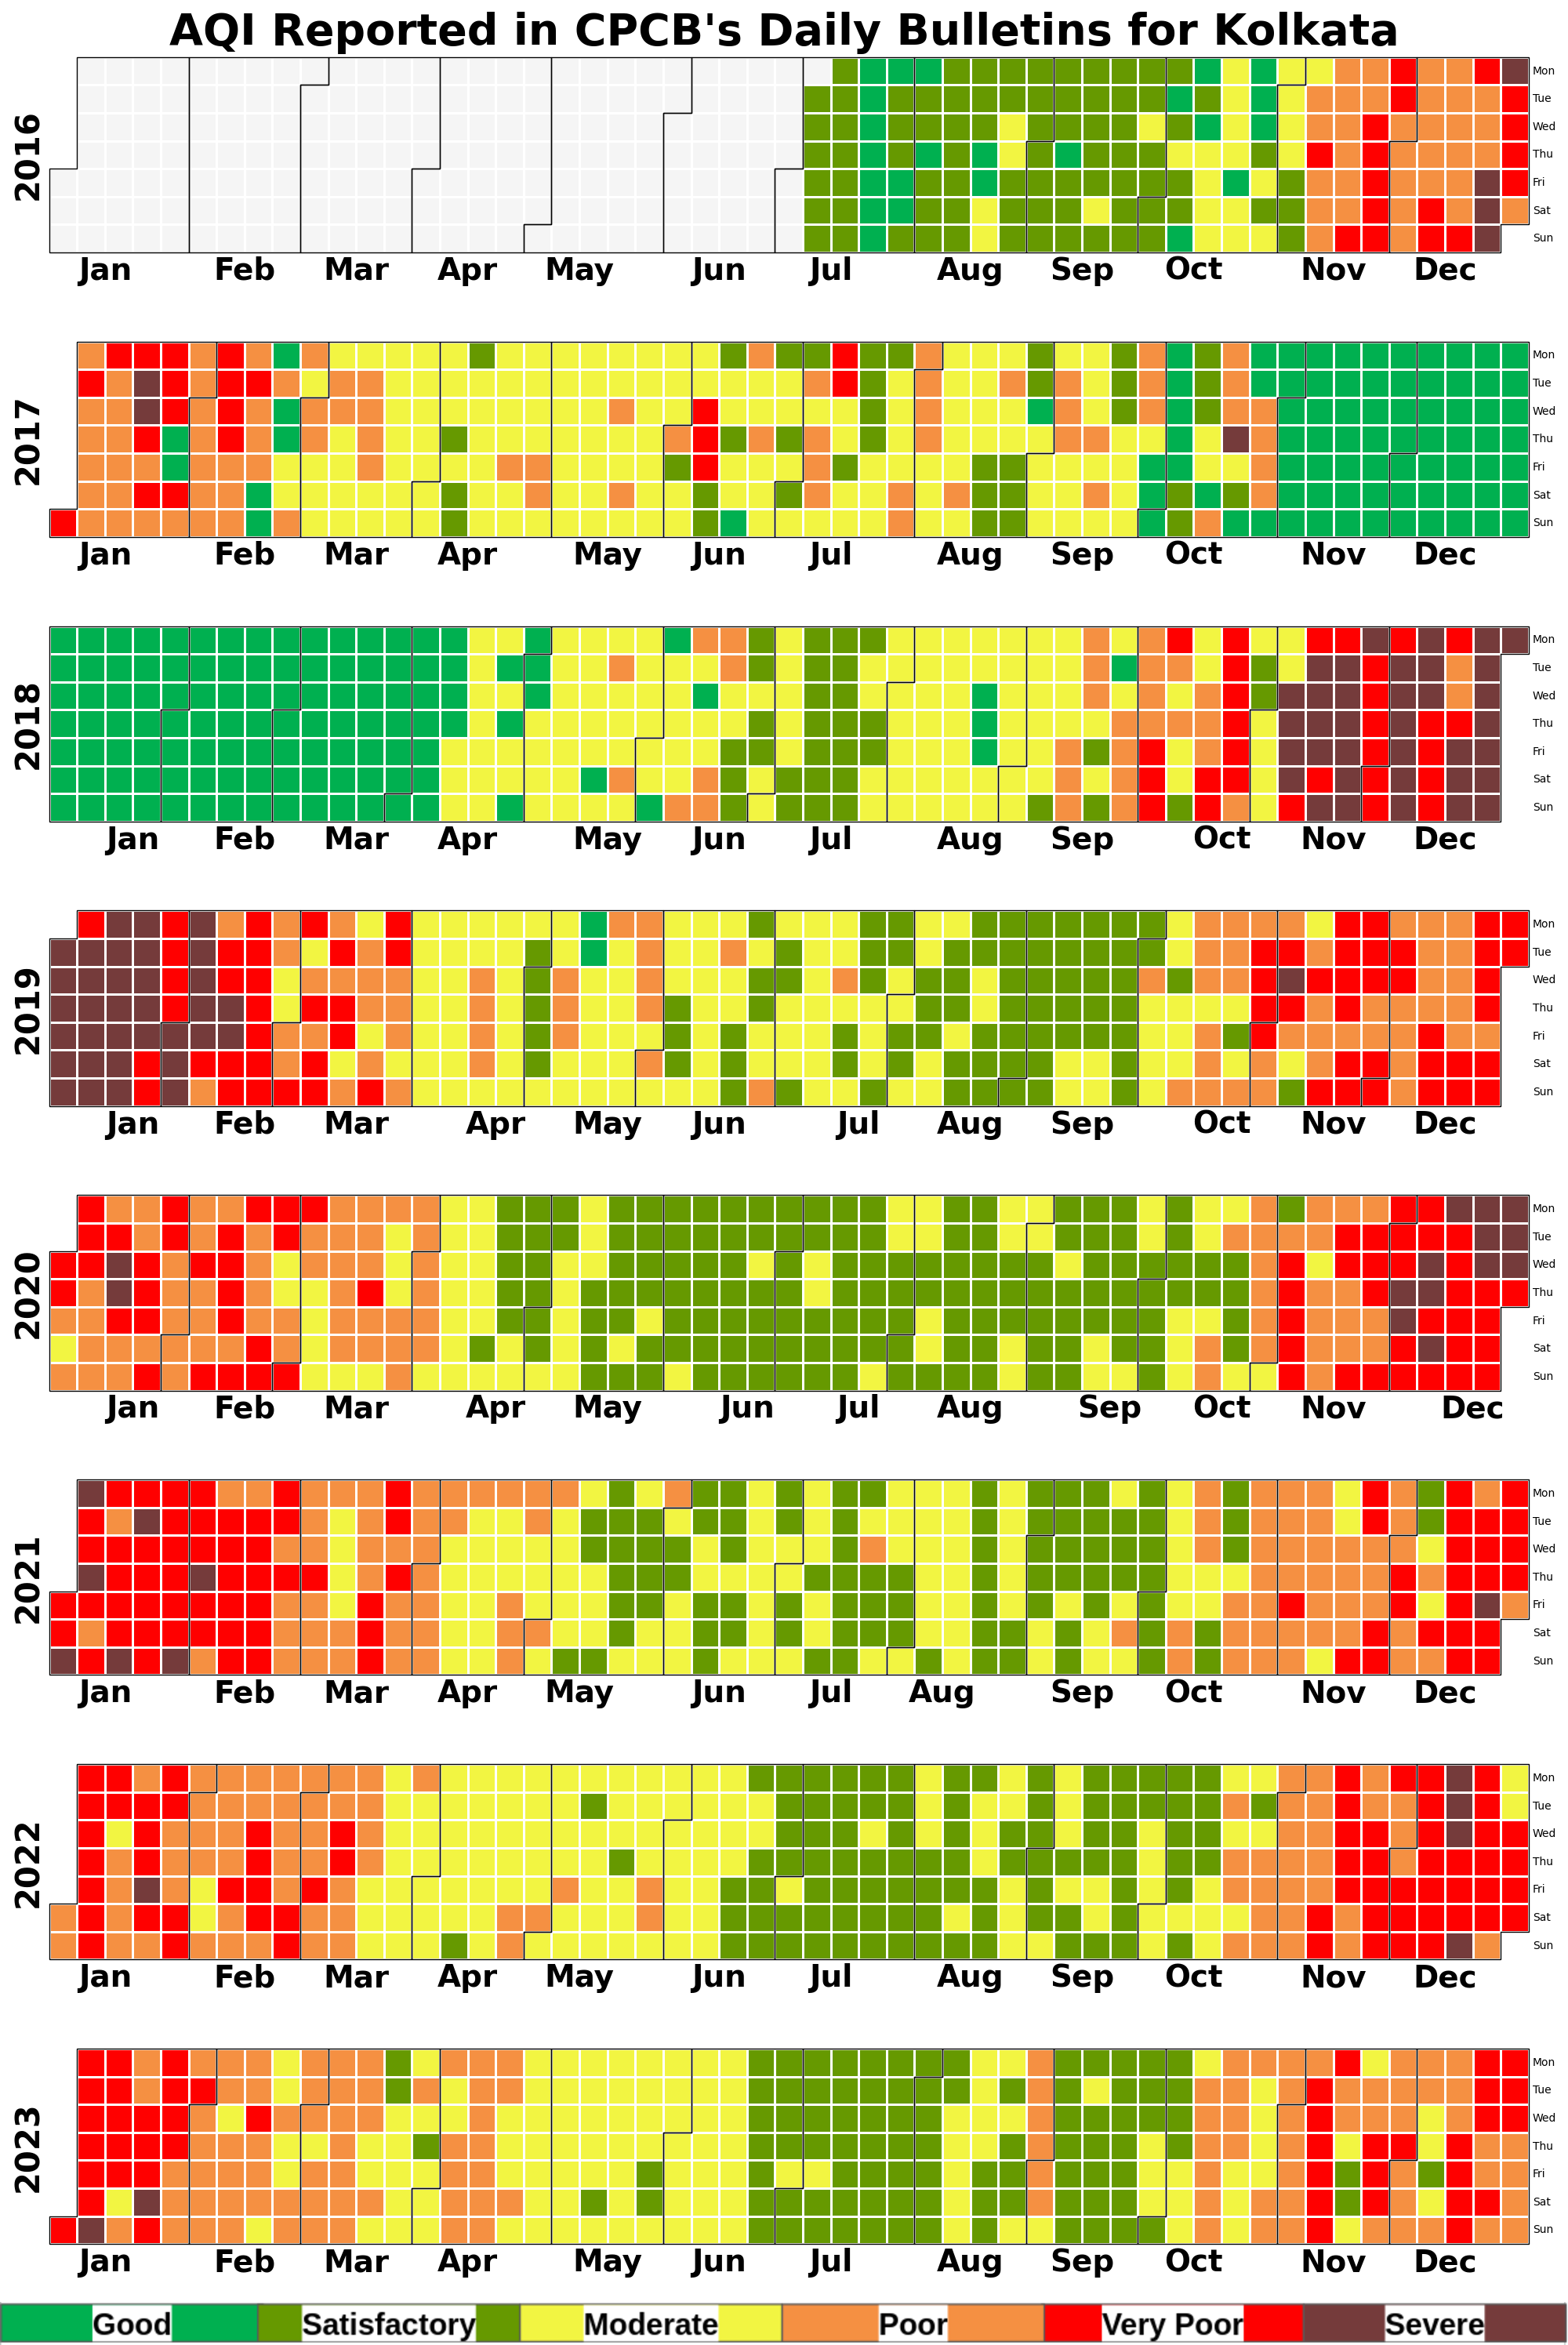 AQI Reported in CPCB's Daily Bulletins for Kolkata
2016
Mon
Tue
Wed
Thu
Fri
Sat
Sun
Jan Feb Mar Apr May Jun Jul Aug Sep Oct Nov Dec
2017
Mon
Tue
Wed
Thu
Fri
Sat
Sun
Jan Feb Mar Apr May Jun Jul Aug Sep Oct Nov Dec
2018
Mon
Tue
Wed
Thu
Fri
Sat
Sun
Jan Feb Mar Apr May Jun Jul Aug Sep Oct Nov Dec
2019
Mon
Tue
Wed
Thu
Fri
Sat
Sun
Jan Feb Mar Apr May Jun Jul Aug Sep Oct Nov Dec
2020
Mon
Tue
Wed
Thu
Fri
Sat
Sun
Jan Feb Mar Apr May Jun Jul Aug Sep Oct Nov Dec
2021
Mon
Tue
Wed
Thu
Fri
Sat
Sun
Jan Feb Mar Apr May Jun Jul Aug Sep Oct Nov Dec
2022
Mon
Tue
Wed
Thu
Fri
Sat
Sun
Jan Feb Mar Apr May Jun Jul Aug Sep Oct Nov Dec
2023
Mon
Tue
Wed
Thu
Fri
Sat
Sun
Jan Feb Mar Apr May Jun Jul Aug Sep Oct Nov Dec
Good Satisfactory Moderate Poor Very Poor Severe